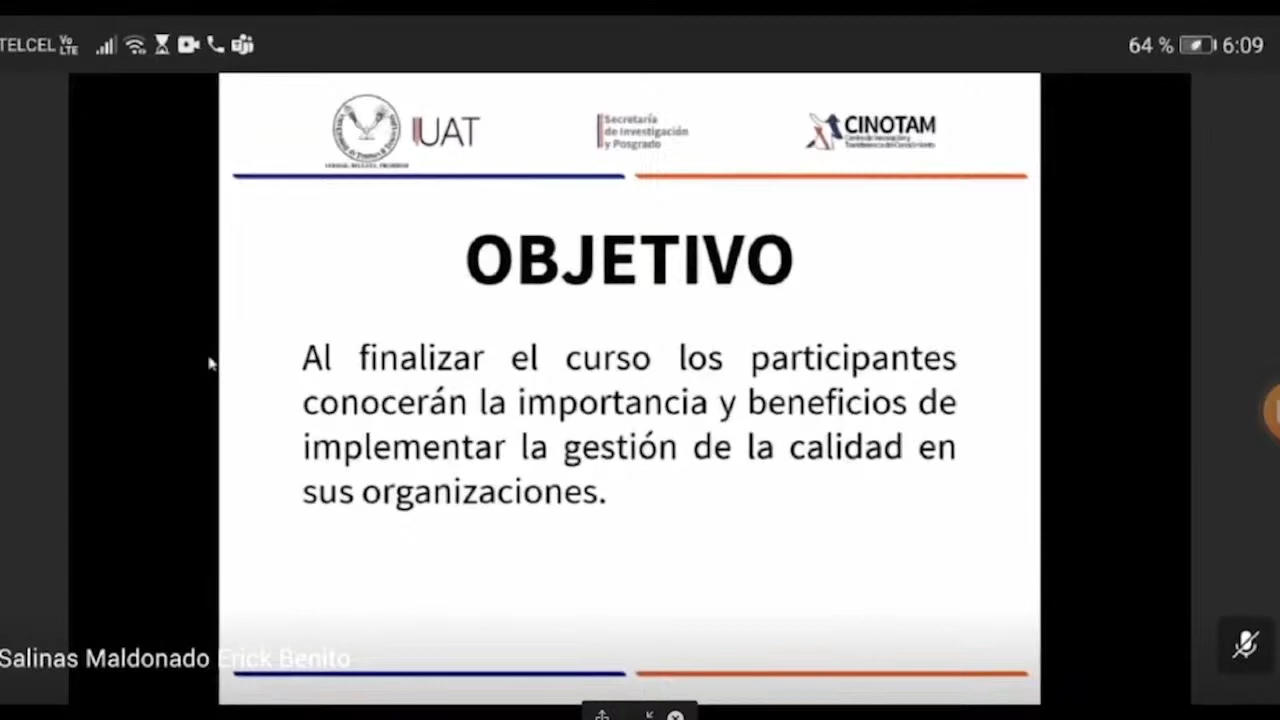 TELCEL Vo LTE
64 % 6:09
UAT
Secretaría
de Investigación
y Posgrado
CINOTAM
OBJETIVO
Al finalizar el curso los participantes
conocerán la importancia y beneficios de
implementar la gestión de la calidad en
sus organizaciones.
Salinas Maldonado Erick Benito